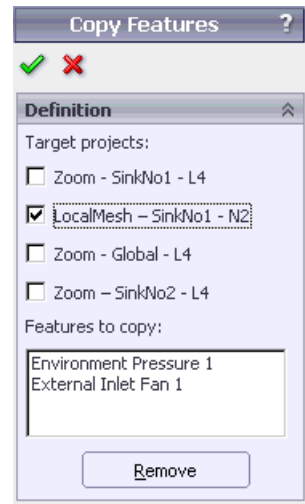 Copy Features ?
Definition
Target projects:
Zoom - SinkNo1 - L4
LocalMesh – SinkNo1 - N2
Zoom - Global - L4
Zoom – SinkNo2 - L4
Features to copy:
Environment Pressure 1
External Inlet Fan 1
Remove